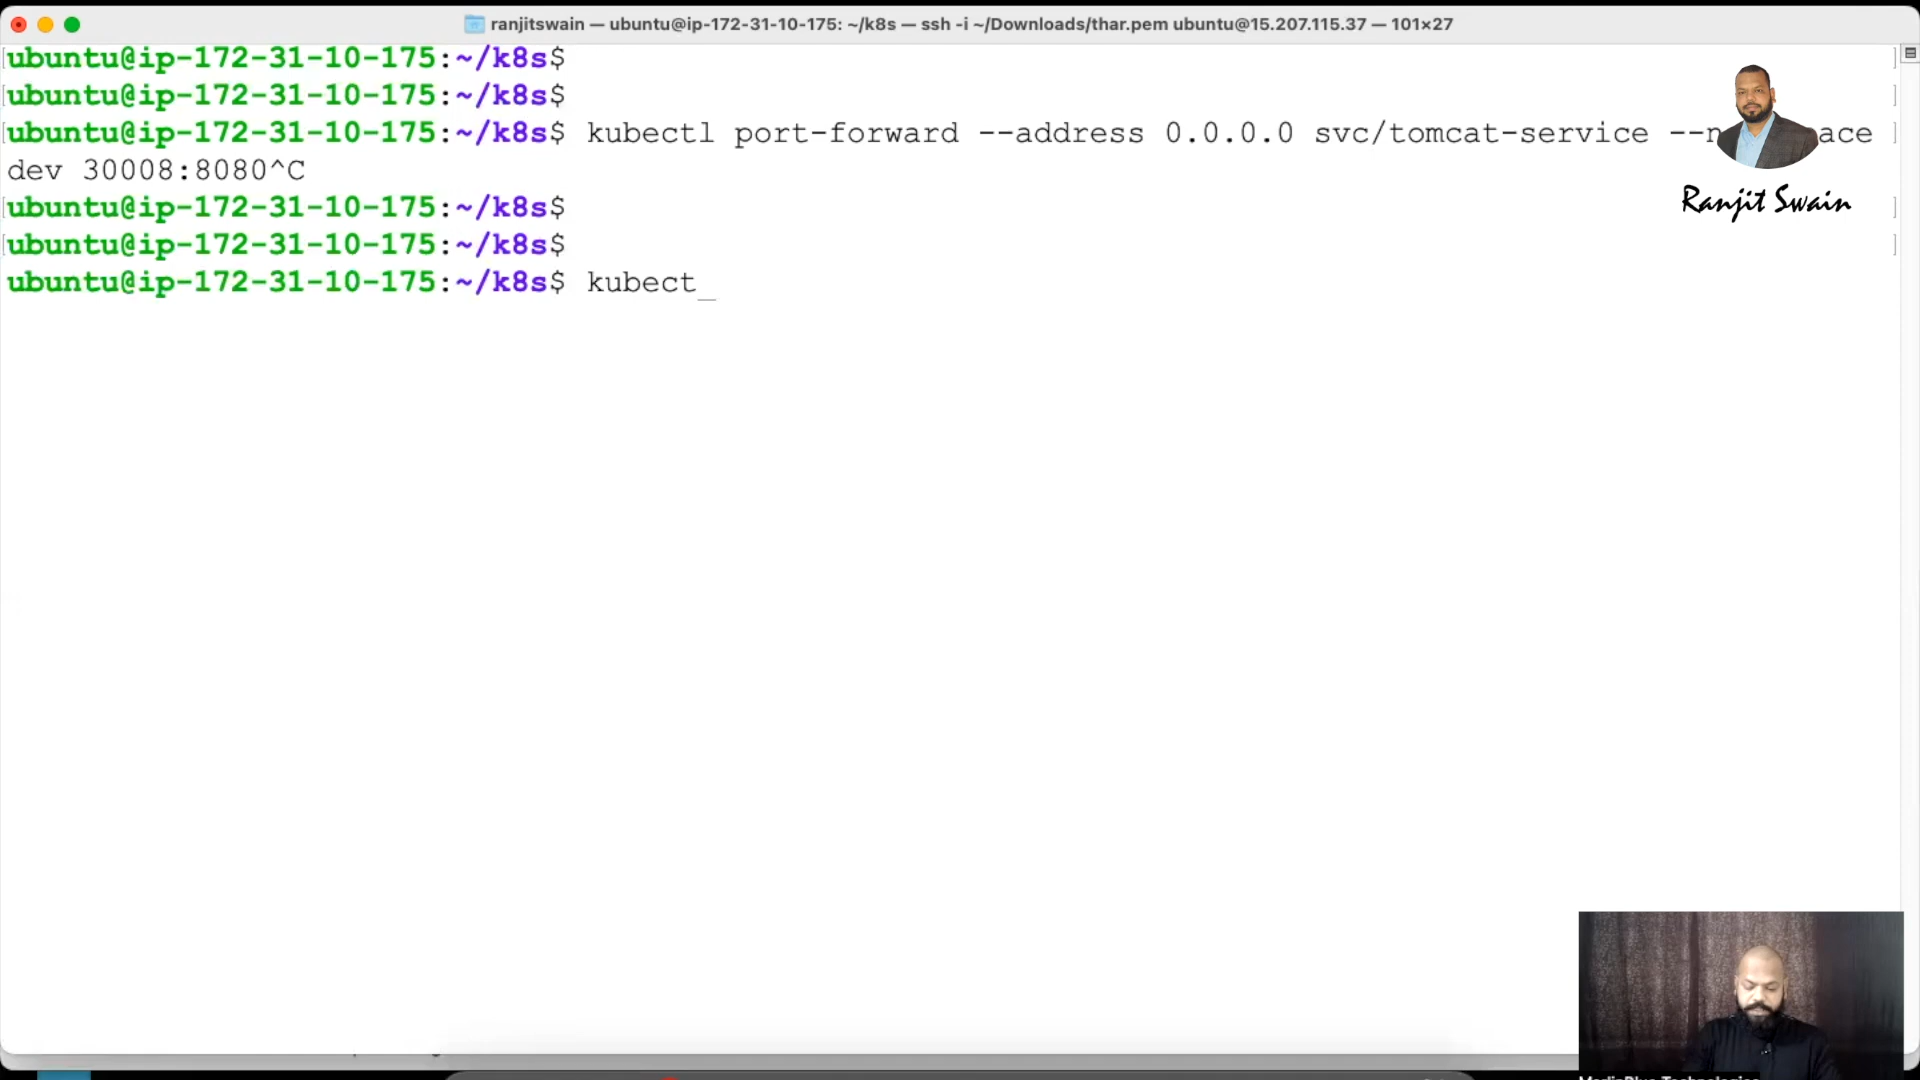 ranjitswain — ubuntu@ip-172-31-10-175: ~/k8s — ssh -i ~/Downloads/thar.pem ubuntu@15.207.115.37 — 101×27
ubuntu@ip-172-31-10-175:~/k8s$
ubuntu@ip-172-31-10-175:~/k8s$
ubuntu@ip-172-31-10-175:~/k8s$ kubectl port-forward --address 0.0.0.0 svc/tomcat-service
dev 30008:8080^C
ubuntu@ip-172-31-10-175:~/k8s$
Ranjit Swain
ubuntu@ip-172-31-10-175:~/k8s$
ubuntu@ip-172-31-10-175:~/k8s$ kubect_